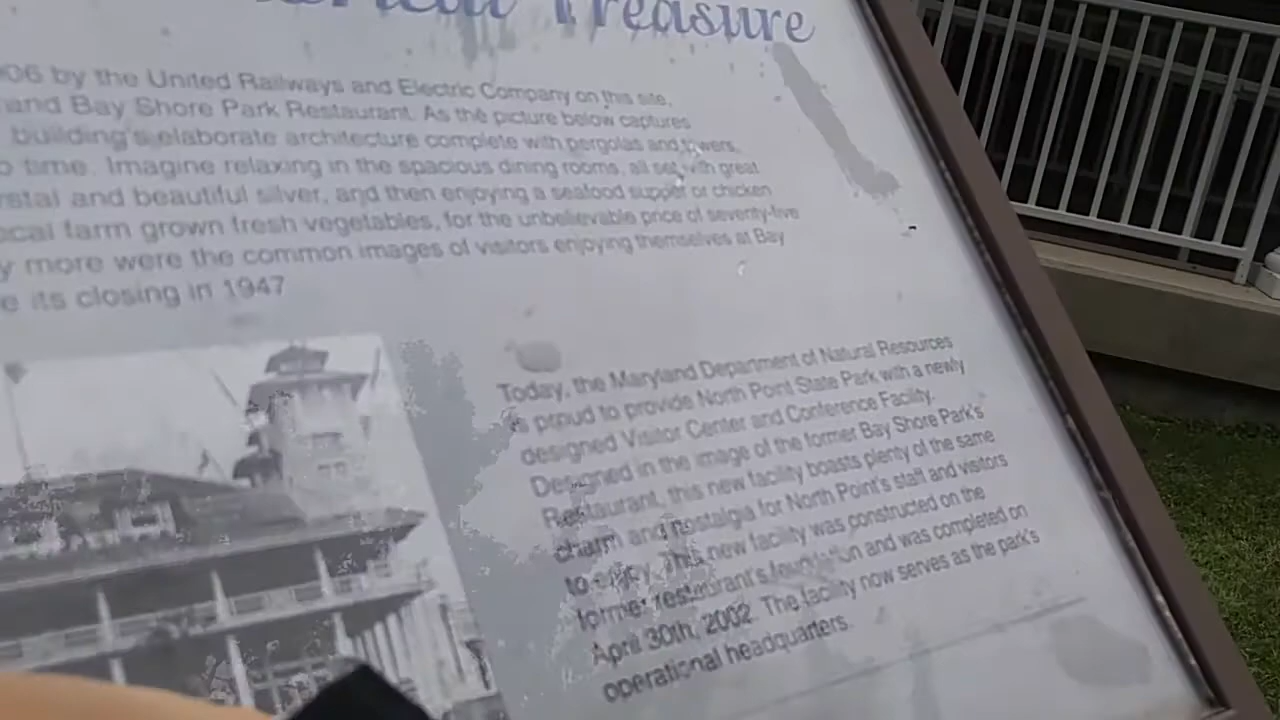 Treasure
06 by the United Railways and Electric Company on this site,
and Bay Shore Park Restaurant. As the picture below captures
building's elaborate architecture complete with pergolas and towers,
o time. Imagine relaxing in the spacious dining rooms, all set with great
stal and beautiful silver, and then enjoying a seafood supper or chicken
ocal farm grown fresh vegetables, for the unbelievable price of seventy-five
y more were the common images of visitors enjoying themselves at Bay
e its closing in 1947
Today, the Maryland Department of Natural Resources
is proud to provide North Point State Park with a newly
designed Visitor Center and Conference Facility.
Designed in the image of the former Bay Shore Park's
Restaurant, this new facility boasts plenty of the same
charm and nostalgia for North Point's staff and visitors
to enjoy. This new facility was constructed on the
former restaurant's foundation and was completed on
April 30th, 2002. The facility now serves as the park's
operational headquarters.